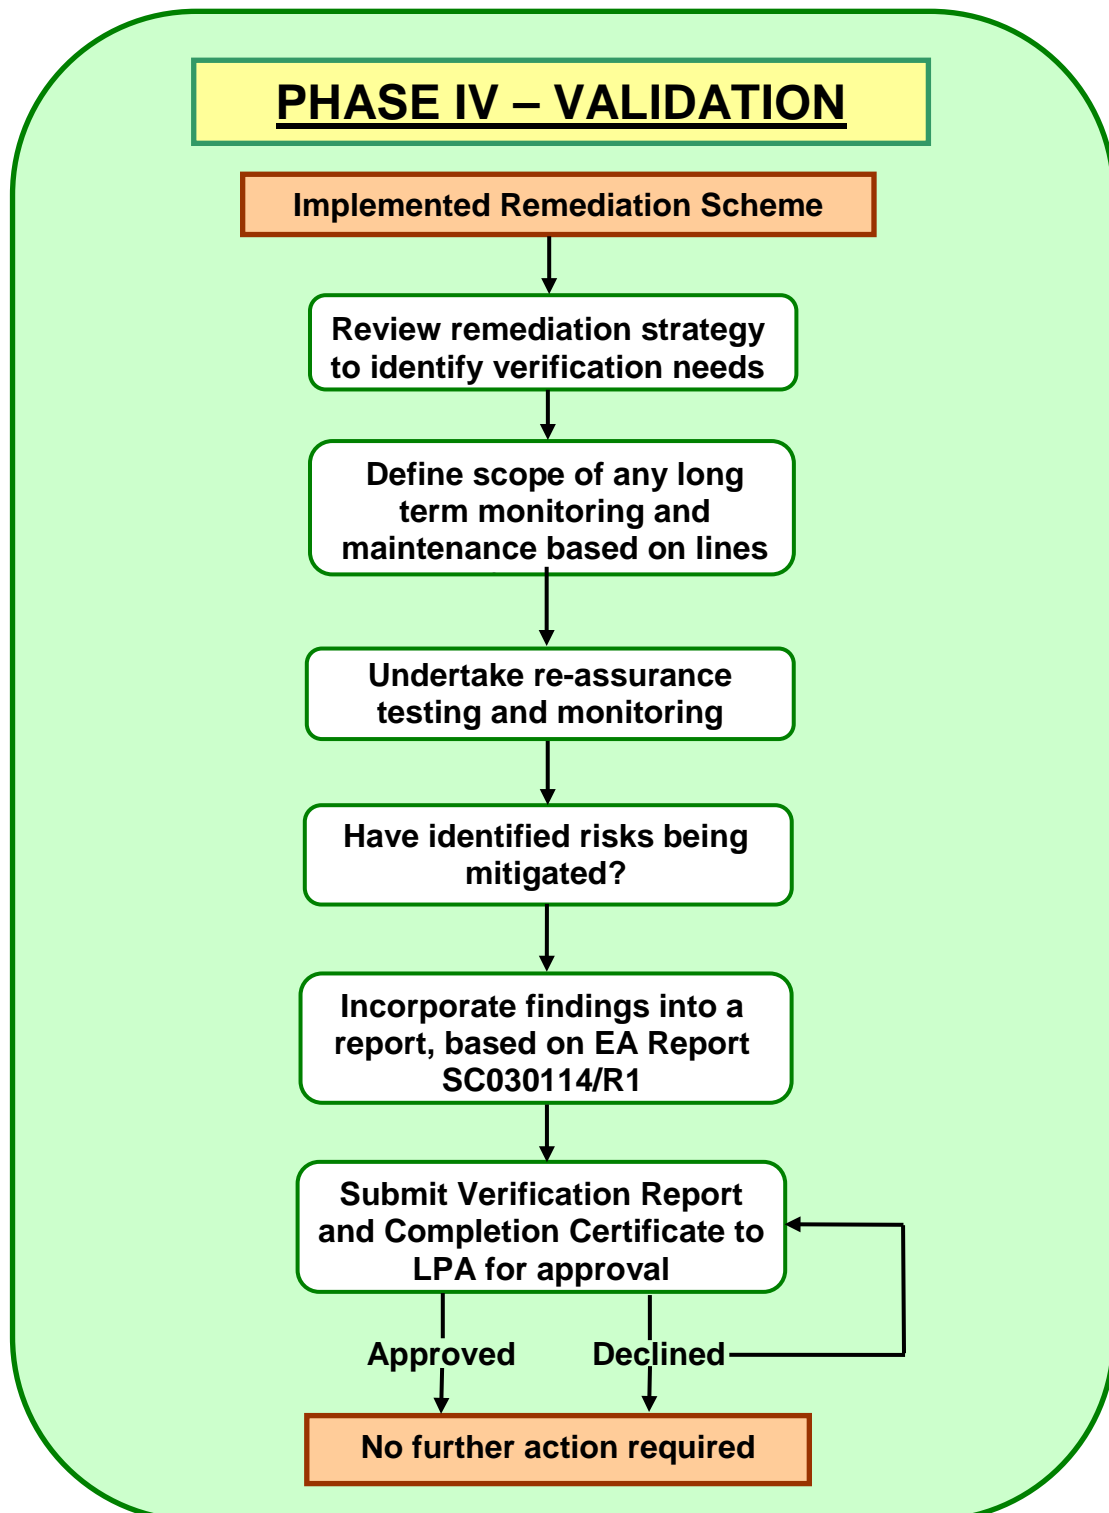 PHASE IV – VALIDATION
Implemented Remediation Scheme
Review remediation strategy
to identify verification needs
Define scope of any long
term monitoring and
maintenance based on lines
Undertake re-assurance
testing and monitoring
Have identified risks being
mitigated?
Incorporate findings into a
report, based on EA Report
SC030114/R1
Submit Verification Report
and Completion Certificate to
LPA for approval
Approved
Declined
No further action required